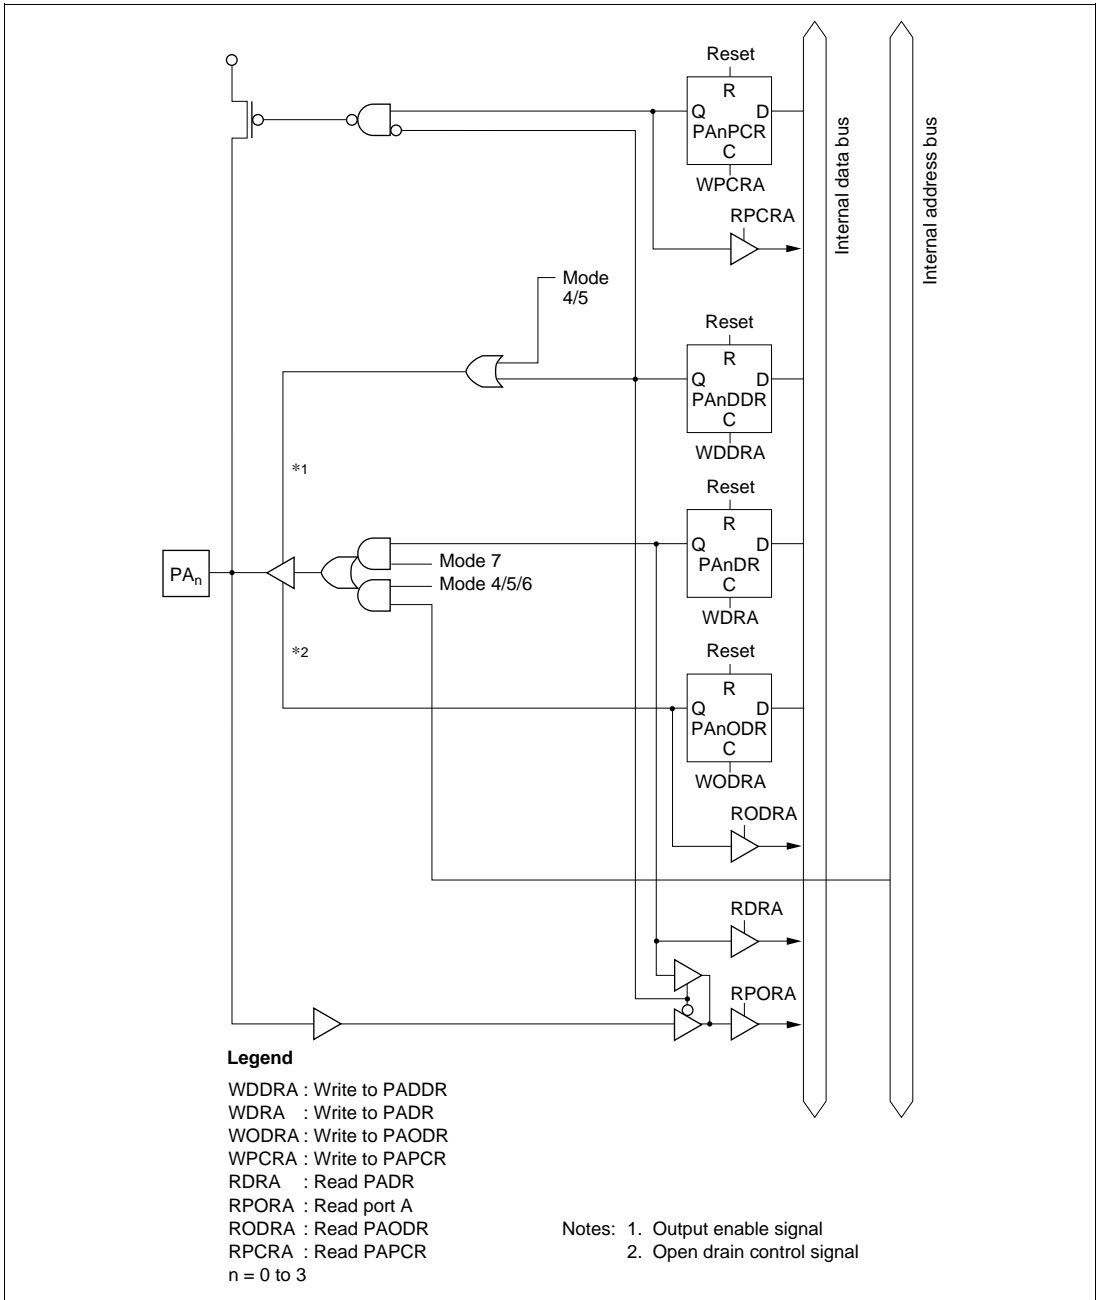 Reset
R
Q D
PAnPCR
C
WPCRA
RPCRA
Internal data bus
Internal address bus
Mode
4/5
Reset
R
Q D
PAnDDR
C
WDDRA
*1
Reset
R
Q D
PAnDR
C
WDRA
Mode 7
Mode 4/5/6
PAn
*2
Reset
R
Q D
PAnODR
C
WODRA
RODRA
RDRA
RPORA
Legend
WDDRA : Write to PADDR
WDRA : Write to PADR
WODRA : Write to PAODR
WPCRA : Write to PAPCR
RDRA : Read PADR
RPORA : Read port A
RODRA : Read PAODR
RPCRA : Read PAPCR
n = 0 to 3
Notes: 1. Output enable signal
2. Open drain control signal